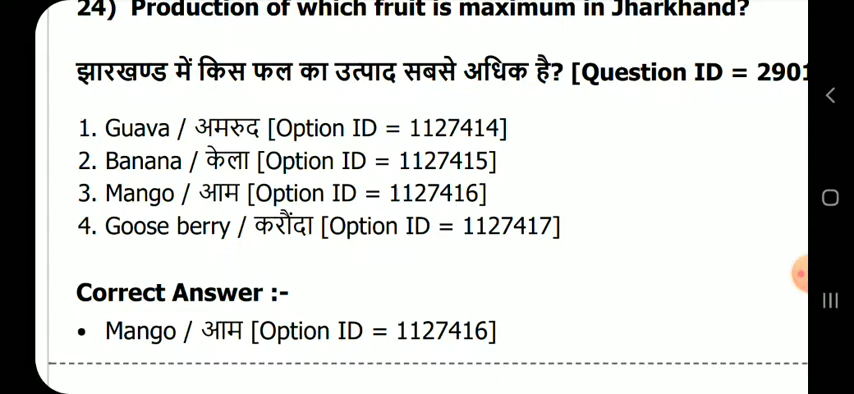 24) Production of which fruit is maximum in Jharkhand?
झारखण्ड में किस फल का उत्पाद सबसे अधिक है? [Question ID = 2901
1. Guava / अमरुद [Option ID = 1127414]
2. Banana / केला [Option ID = 1127415]
3. Mango / आम [Option ID = 1127416]
4. Goose berry / करौंदा [Option ID = 1127417]
Correct Answer :-
• Mango / आम [Option ID = 1127416]